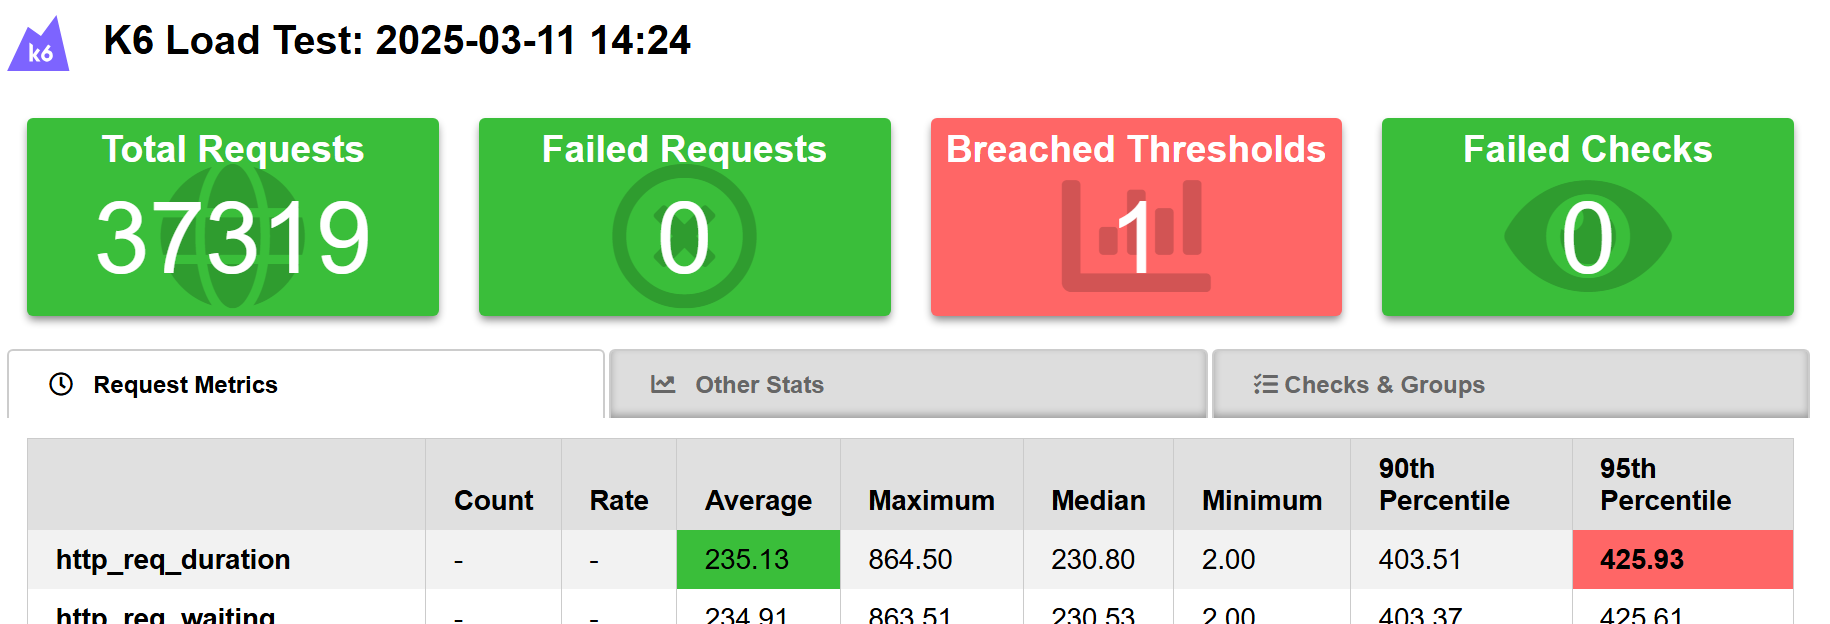 k6
K6 Load Test: 2025-03-11 14:24
Total Requests
37319
Failed Requests
0
Breached Thresholds
1
Failed Checks
0
Request Metrics
Other Stats
Checks & Groups
Count Rate Average Maximum Median Minimum 90th Percentile 95th Percentile
http_req_duration - - 235.13 864.50 230.80 2.00 403.51 425.93
http_req_waiting - - 234.91 863.51 230.53 2.00 403.37 425.61